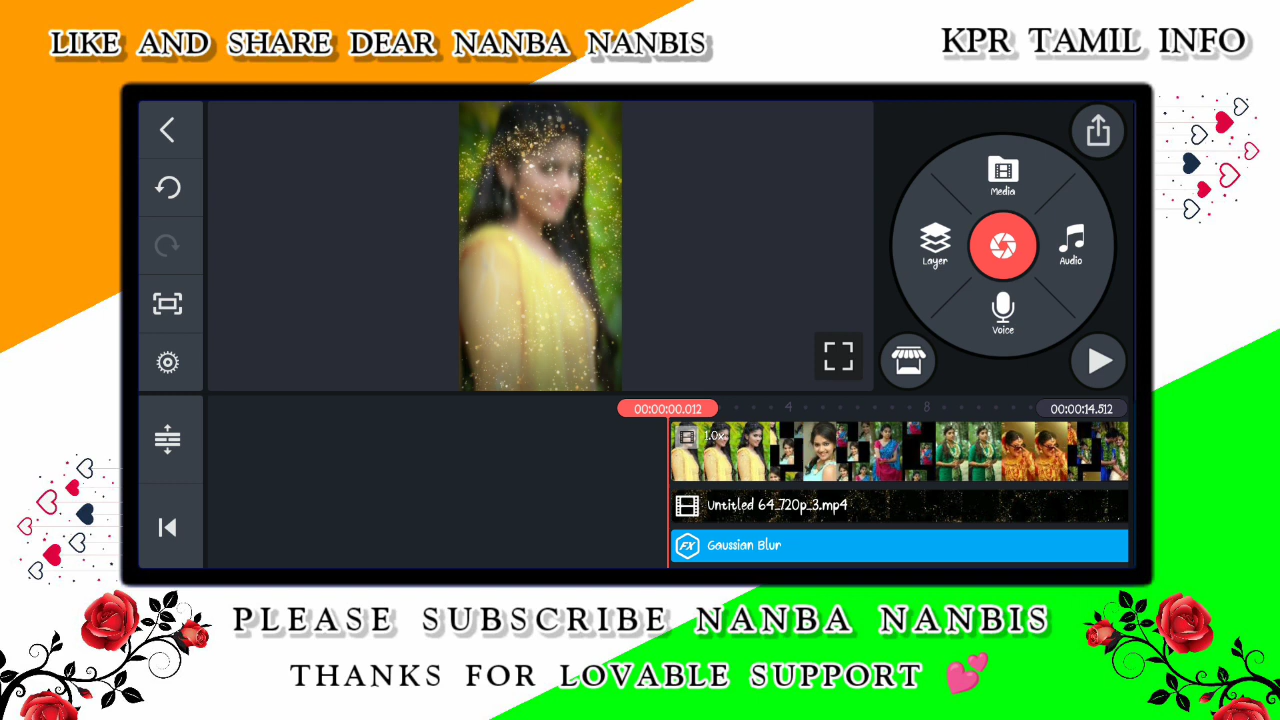 LIKE AND SHARE DEAR NANBA NANBIS
KPR TAMIL INFO
Media
Layer
Audio
Voice
00:00:00.012
4
8
00:00:14.512
1.0x
Untitled 64_720p_3.mp4
FX Gaussian Blur
PLEASE SUBSCRIBE NANBA NANBIS
THANKS FOR LOVABLE SUPPORT 💕